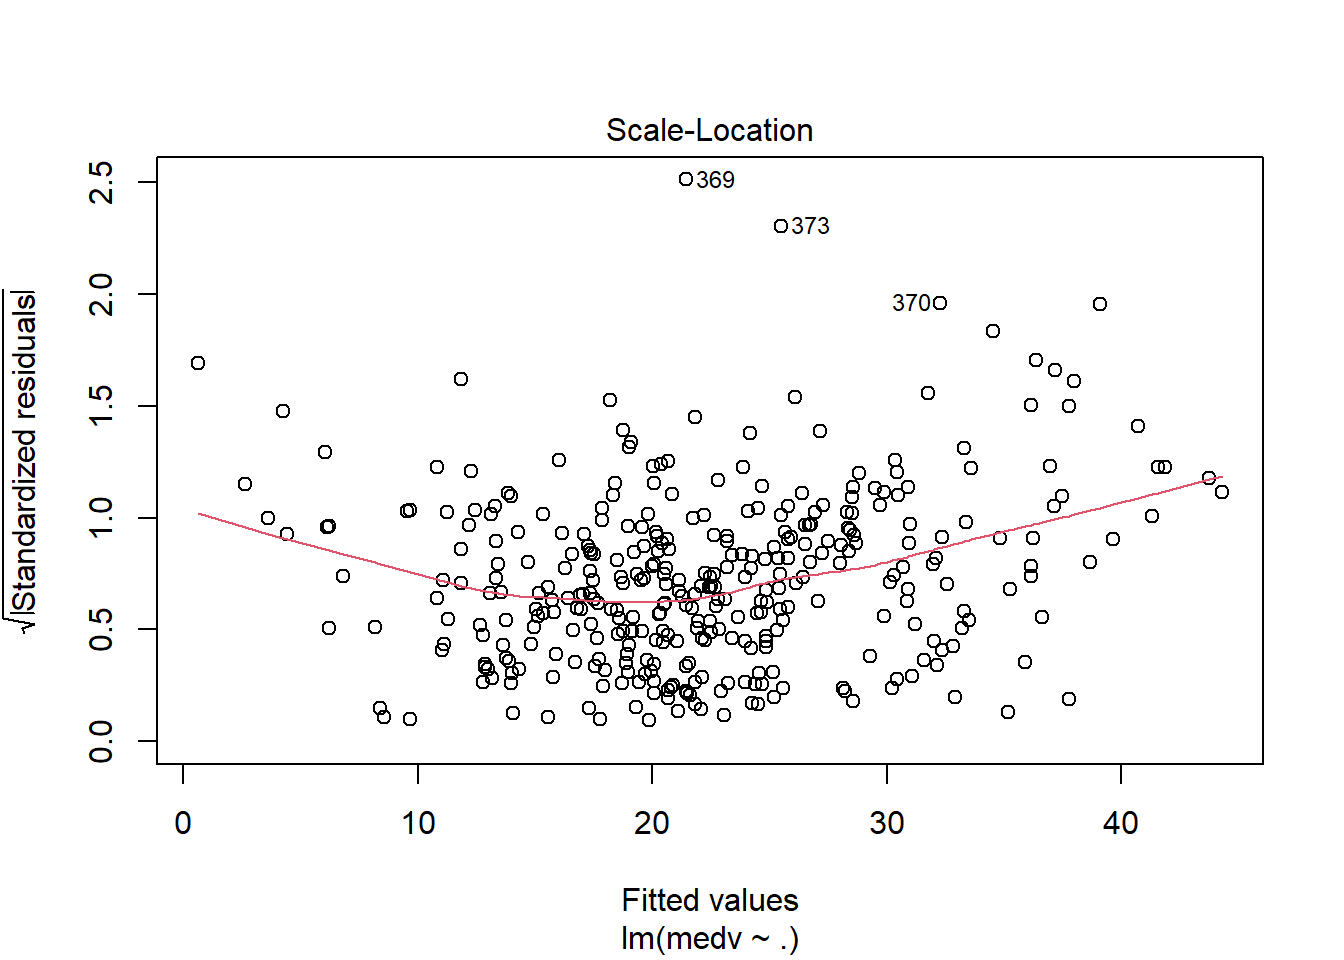 Scale-Location
√|Standardized residuals|
2.5
2.0
1.5
1.0
0.5
0.0
369
373
370
0 10 20 30 40
Fitted values
lm(medv ~ .)